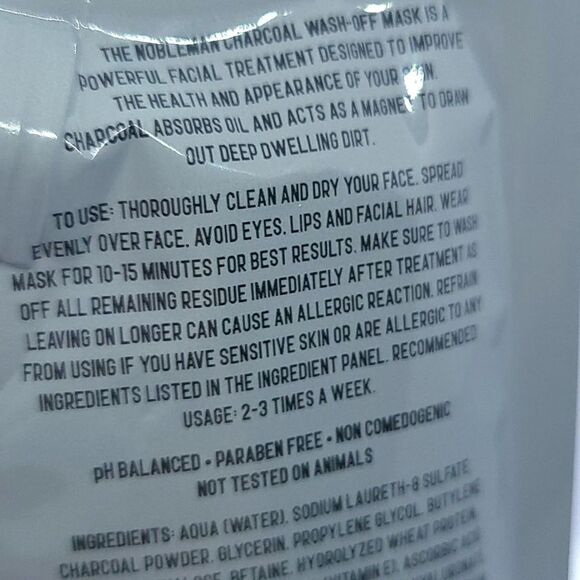 THE NOBLEMAN CHARCOAL WASH-OFF MASK IS A
POWERFUL FACIAL TREATMENT DESIGNED TO IMPROVE
THE HEALTH AND APPEARANCE OF YOUR SKIN.
CHARCOAL ABSORBS OIL AND ACTS AS A MAGNET TO DRAW
OUT DEEP DWELLING DIRT.
TO USE: THOROUGHLY CLEAN AND DRY YOUR FACE. SPREAD
EVENLY OVER FACE. AVOID EYES, LIPS AND FACIAL HAIR. WEAR
MASK FOR 10-15 MINUTES FOR BEST RESULTS. MAKE SURE TO WASH
OFF ALL REMAINING RESIDUE IMMEDIATELY AFTER TREATMENT AS
LEAVING ON LONGER CAN CAUSE AN ALLERGIC REACTION. REFRAIN
FROM USING IF YOU HAVE SENSITIVE SKIN OR ARE ALLERGIC TO ANY
INGREDIENTS LISTED IN THE INGREDIENT PANEL. RECOMMENDED
USAGE: 2-3 TIMES A WEEK.
pH BALANCED • PARABEN FREE • NON COMEDOGENIC
NOT TESTED ON ANIMALS
INGREDIENTS: AQUA (WATER), SODIUM LAURETH-8 SULFATE,
CHARCOAL POWDER, GLYCERIN, PROPYLENE GLYCOL, BUTYLENE
BETAINE, HYDROLYZED WHEAT PROTEIN,
(VITAMIN E), ASCORBIC ACID